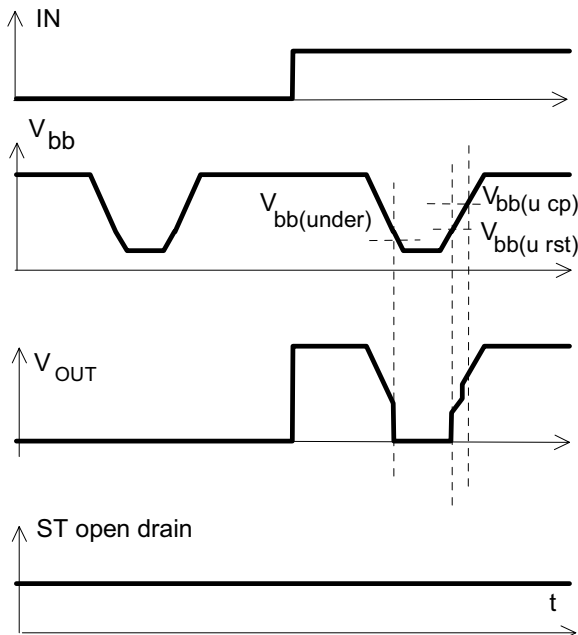 IN
Vbb
Vbb(under)
Vbb(u cp)
Vbb(u rst)
VOUT
ST open drain
t